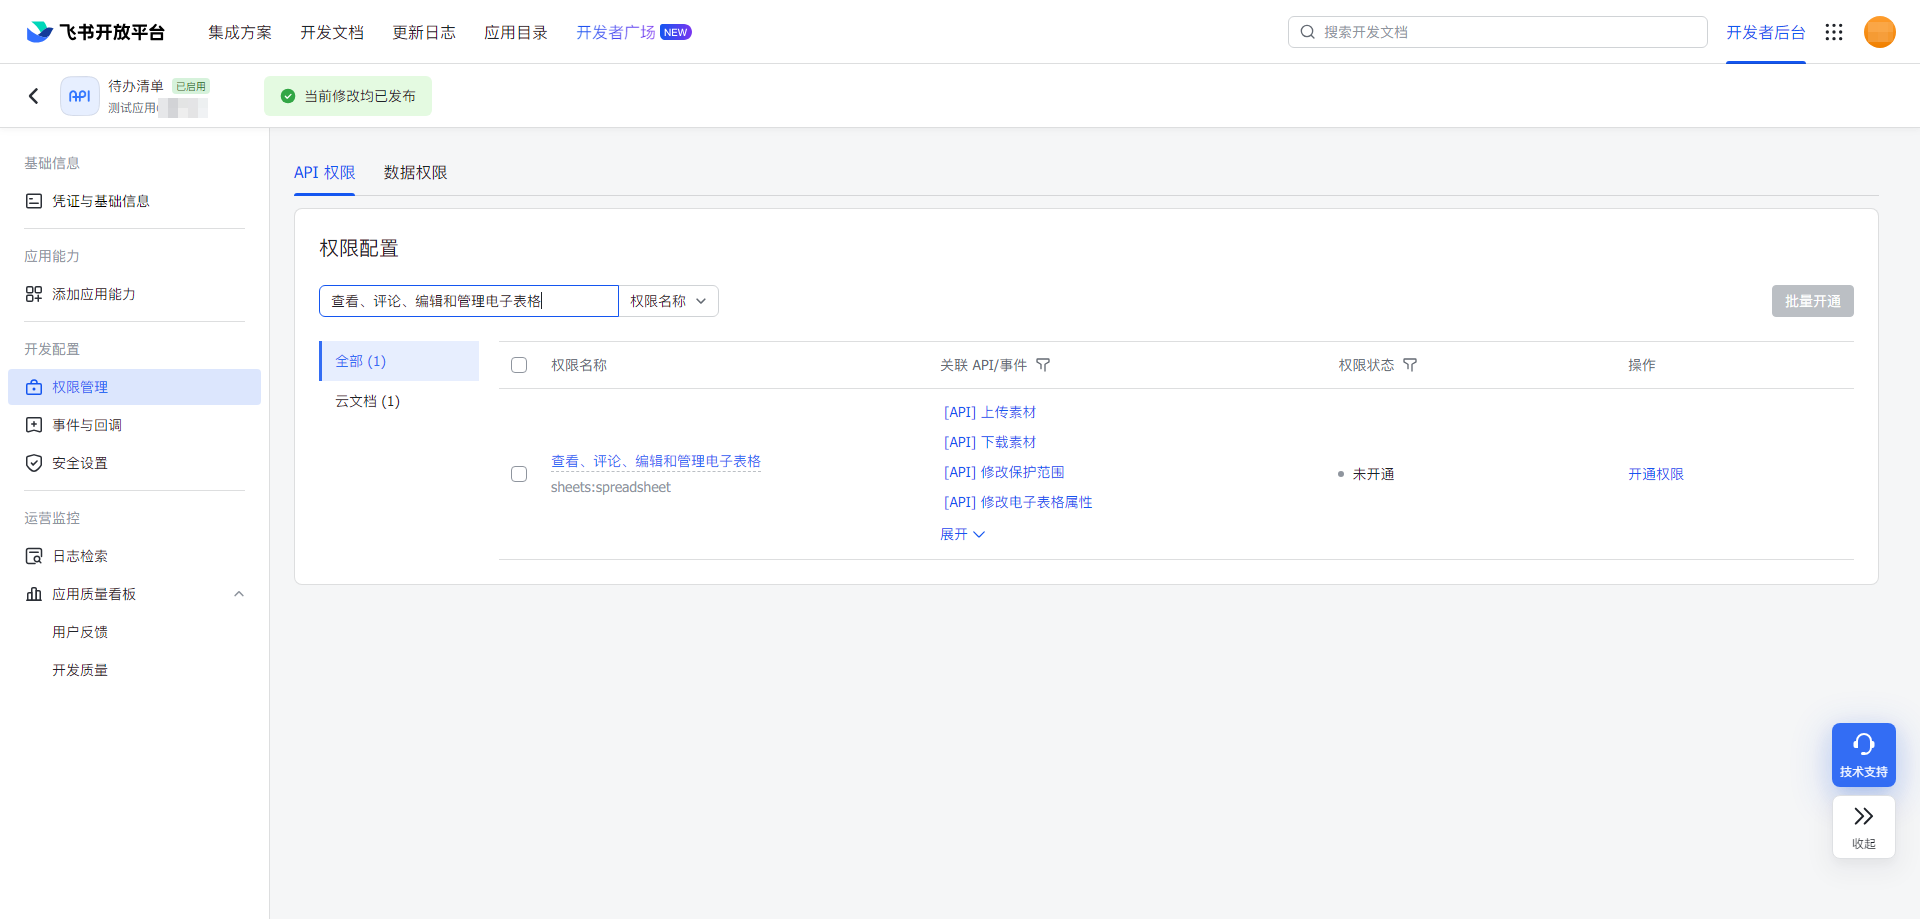 飞书开放平台
集成方案 开发文档 更新日志 应用目录 开发者广场 NEW
搜索开发文档
开发者后台
API
待办清单 已启用
测试应用
当前修改均已发布
基础信息
凭证与基础信息
应用能力
添加应用能力
开发配置
权限管理
事件与回调
安全设置
运营监控
日志检索
应用质量看板
用户反馈
开发质量
API 权限 数据权限
权限配置
查看、评论、编辑和管理电子表格 权限名称
批量开通
全部 (1)
云文档 (1)
权限名称 关联 API/事件 权限状态 操作
查看、评论、编辑和管理电子表格
sheets:spreadsheet
[API] 上传素材
[API] 下载素材
[API] 修改保护范围
[API] 修改电子表格属性
展开
未开通
开通权限
技术支持
收起